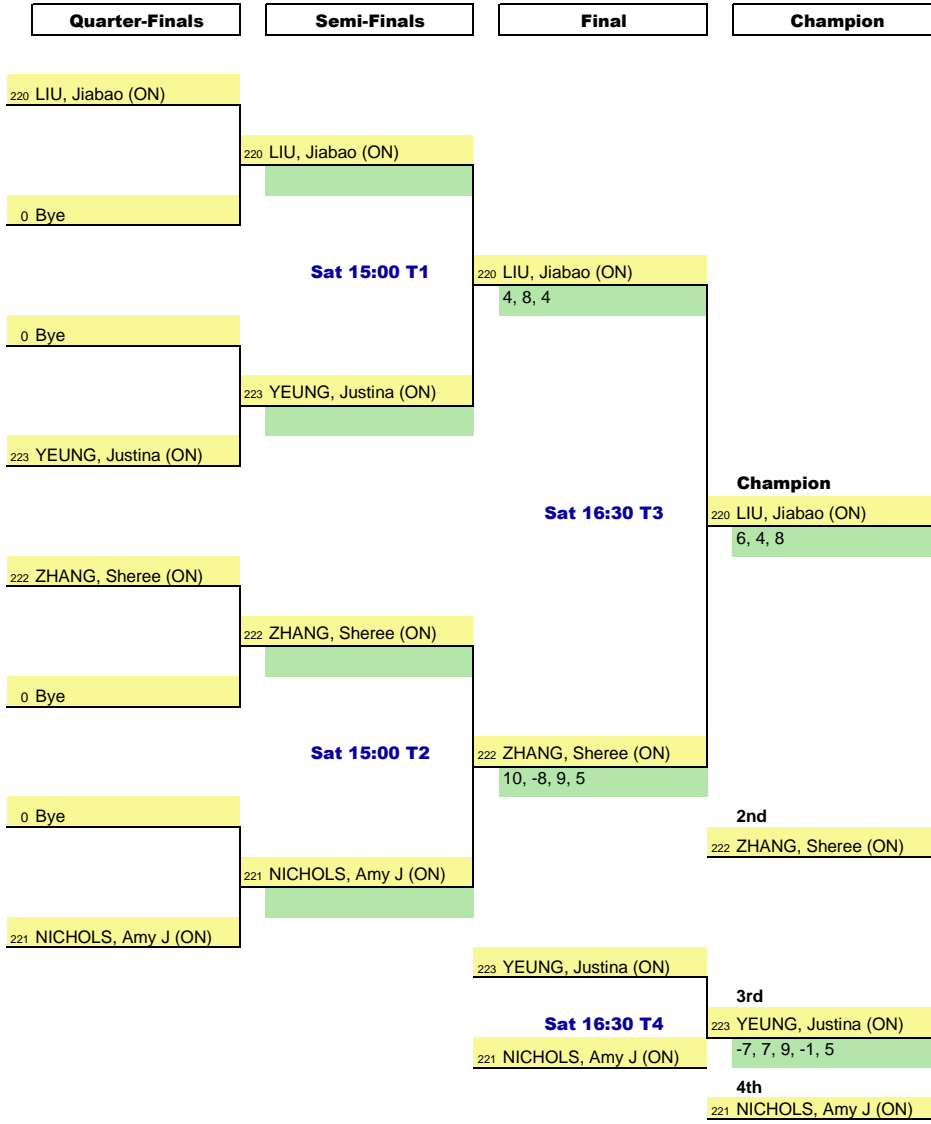 Quarter-Finals Semi-Finals Final Champion
220 LIU, Jiabao (ON)
220 LIU, Jiabao (ON)
0 Bye
Sat 15:00 T1
220 LIU, Jiabao (ON)
4, 8, 4
0 Bye
223 YEUNG, Justina (ON)
223 YEUNG, Justina (ON)
Champion
Sat 16:30 T3
220 LIU, Jiabao (ON)
6, 4, 8
222 ZHANG, Sheree (ON)
222 ZHANG, Sheree (ON)
0 Bye
Sat 15:00 T2
222 ZHANG, Sheree (ON)
10, -8, 9, 5
0 Bye
2nd
222 ZHANG, Sheree (ON)
221 NICHOLS, Amy J (ON)
221 NICHOLS, Amy J (ON)
223 YEUNG, Justina (ON)
3rd
Sat 16:30 T4
223 YEUNG, Justina (ON)
-7, 7, 9, -1, 5
221 NICHOLS, Amy J (ON)
4th
221 NICHOLS, Amy J (ON)